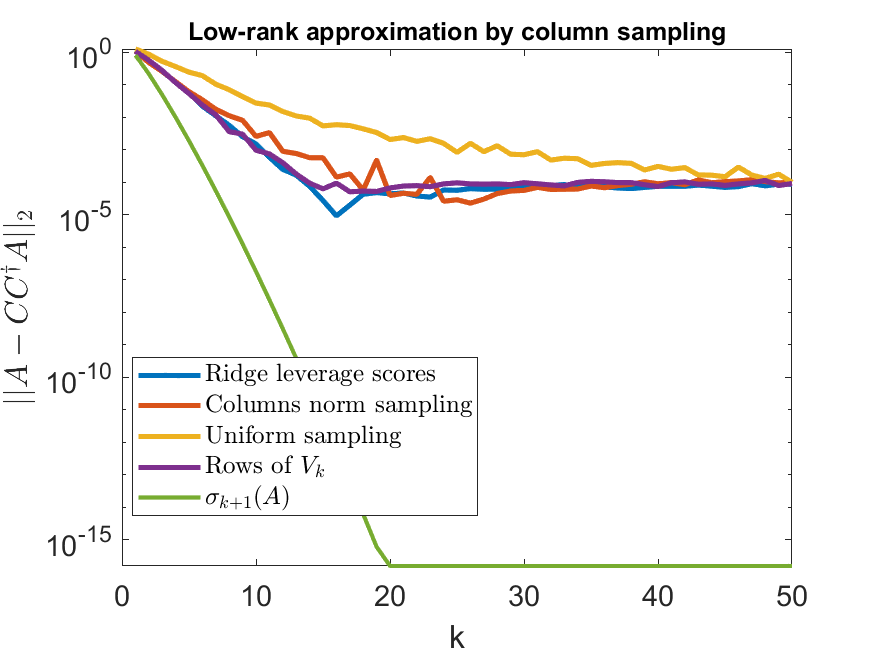 Low-rank approximation by column sampling
10^0
10^-5
10^-10
10^-15
||A − CC^†A||_2
Ridge leverage scores
Columns norm sampling
Uniform sampling
Rows of V_k
σ_{k+1}(A)
0 10 20 30 40 50
k